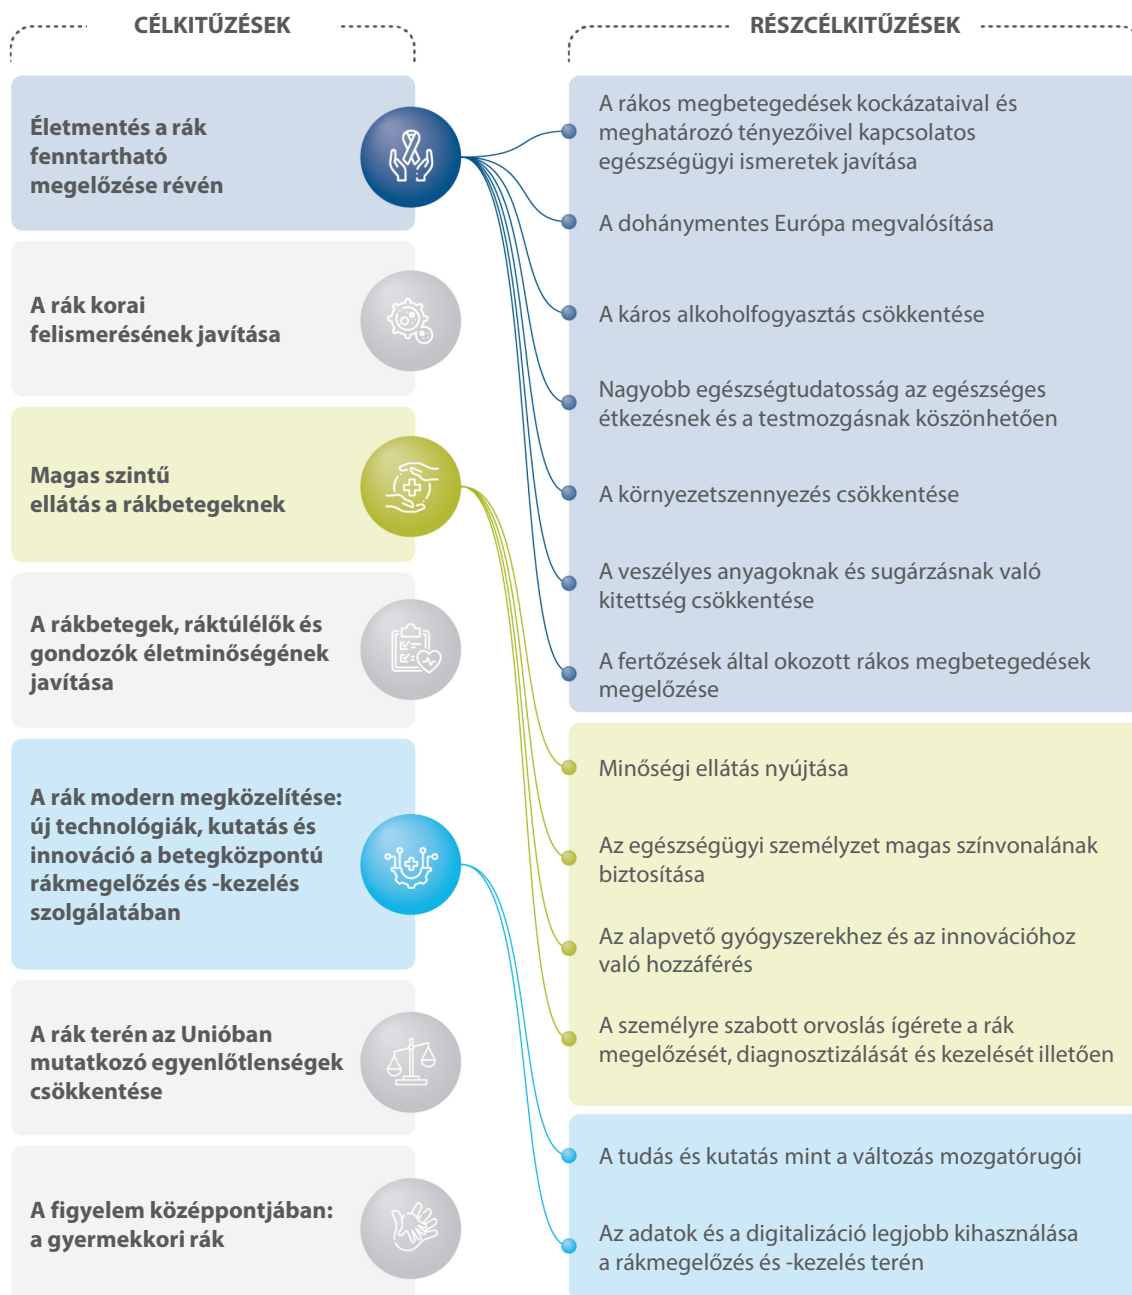 CÉLKITŰZÉSEK
Életmentés a rák
fenntartható
megelőzése révén
A rák korai
felismerésének javítása
Magas szintű
ellátás a rákbetegeknek
A rákbetegek, ráktúlélők és
gondozók életminőségének
javítása
A rák modern megközelítése:
új technológiák, kutatás és
innováció a betegközpontú
rákmegelőzés és -kezelés
szolgálatában
A rák terén az Unióban
mutatkozó egyenlőtlenségek
csökkentése
A figyelem középpontjában:
a gyermekkori rák
RÉSZCÉLKITŰZÉSEK
A rákos megbetegedések kockázataival és
meghatározó tényezőivel kapcsolatos
egészségügyi ismeretek javítása
A dohánymentes Európa megvalósítása
A káros alkoholfogyasztás csökkentése
Nagyobb egészségtudatosság az egészséges
étkezésnek és a testmozgásnak köszönhetően
A környezetszennyezés csökkentése
A veszélyes anyagoknak és sugárzásnak való
kitettség csökkentése
A fertőzések által okozott rákos megbetegedések
megelőzése
Minőségi ellátás nyújtása
Az egészségügyi személyzet magas színvonalának
biztosítása
Az alapvető gyógyszerekhez és az innovációhoz
való hozzáférés
A személyre szabott orvoslás ígérete a rák
megelőzését, diagnosztizálását és kezelését illetően
A tudás és kutatás mint a változás mozgatórugói
Az adatok és a digitalizáció legjobb kihasználása
a rákmegelőzés és -kezelés terén